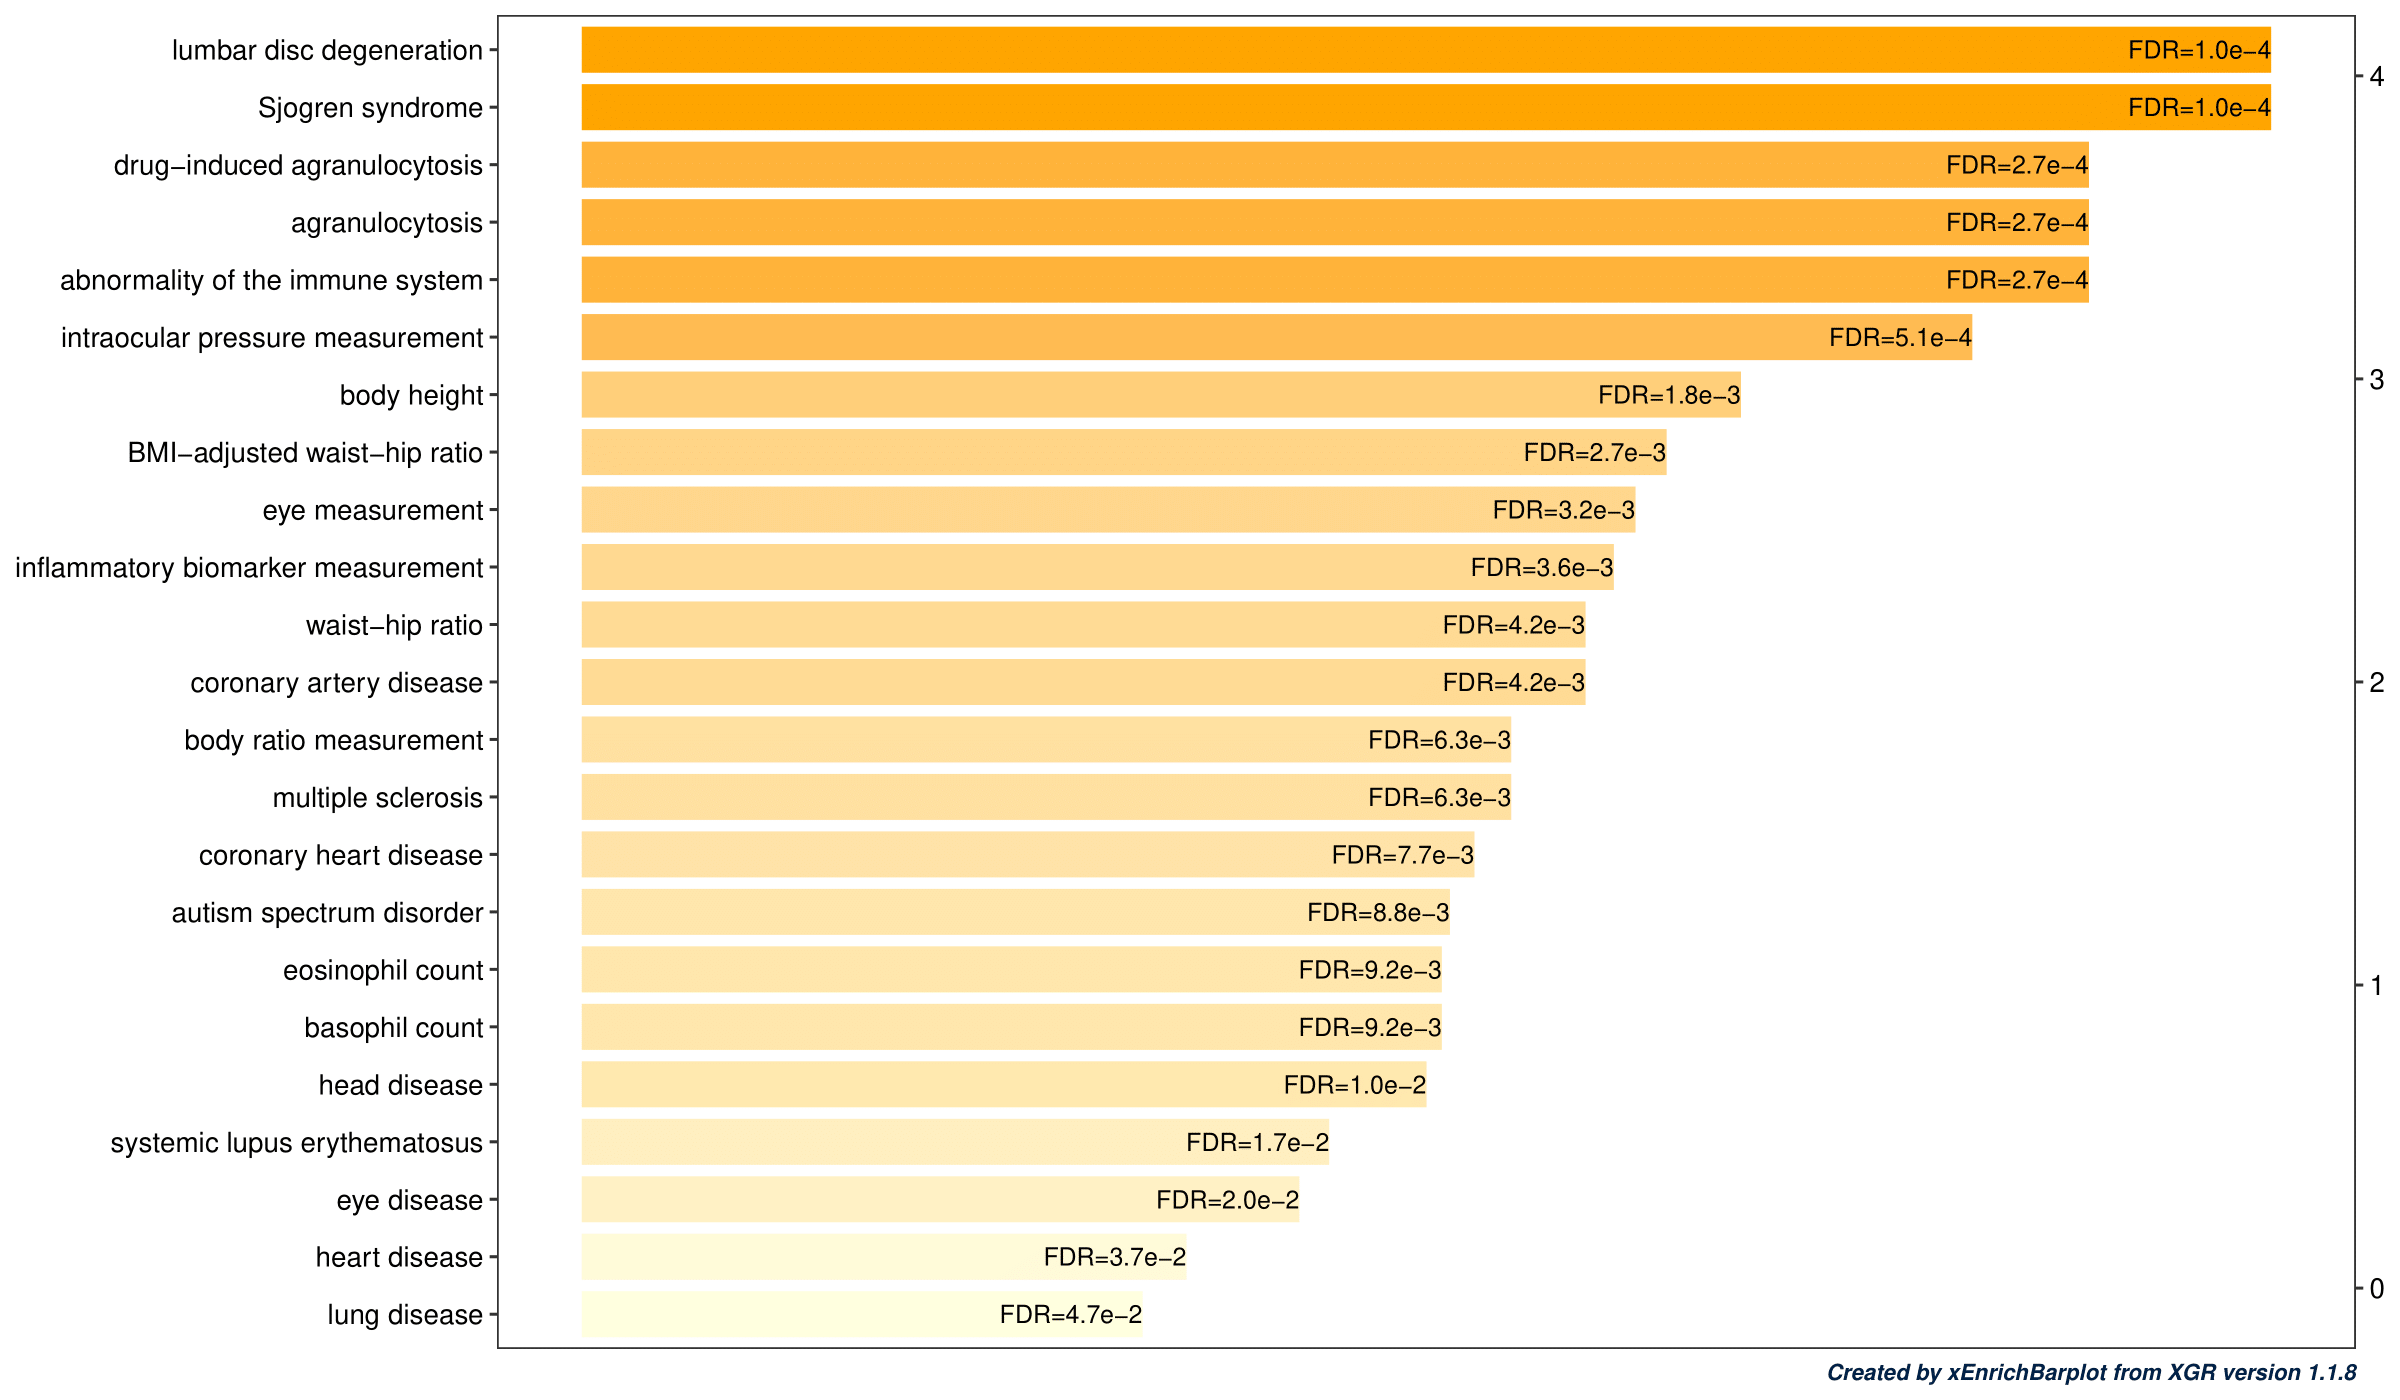 lumbar disc degeneration FDR=1.0e−4
4
Sjogren syndrome FDR=1.0e−4
drug−induced agranulocytosis FDR=2.7e−4
agranulocytosis FDR=2.7e−4
abnormality of the immune system FDR=2.7e−4
intraocular pressure measurement FDR=5.1e−4
3
body height FDR=1.8e−3
BMI−adjusted waist−hip ratio FDR=2.7e−3
eye measurement FDR=3.2e−3
inflammatory biomarker measurement FDR=3.6e−3
waist−hip ratio FDR=4.2e−3
coronary artery disease FDR=4.2e−3
2
body ratio measurement FDR=6.3e−3
multiple sclerosis FDR=6.3e−3
coronary heart disease FDR=7.7e−3
autism spectrum disorder FDR=8.8e−3
eosinophil count FDR=9.2e−3
1
basophil count FDR=9.2e−3
head disease FDR=1.0e−2
systemic lupus erythematosus FDR=1.7e−2
eye disease FDR=2.0e−2
heart disease FDR=3.7e−2
0
lung disease FDR=4.7e−2
Created by xEnrichBarplot from XGR version 1.1.8